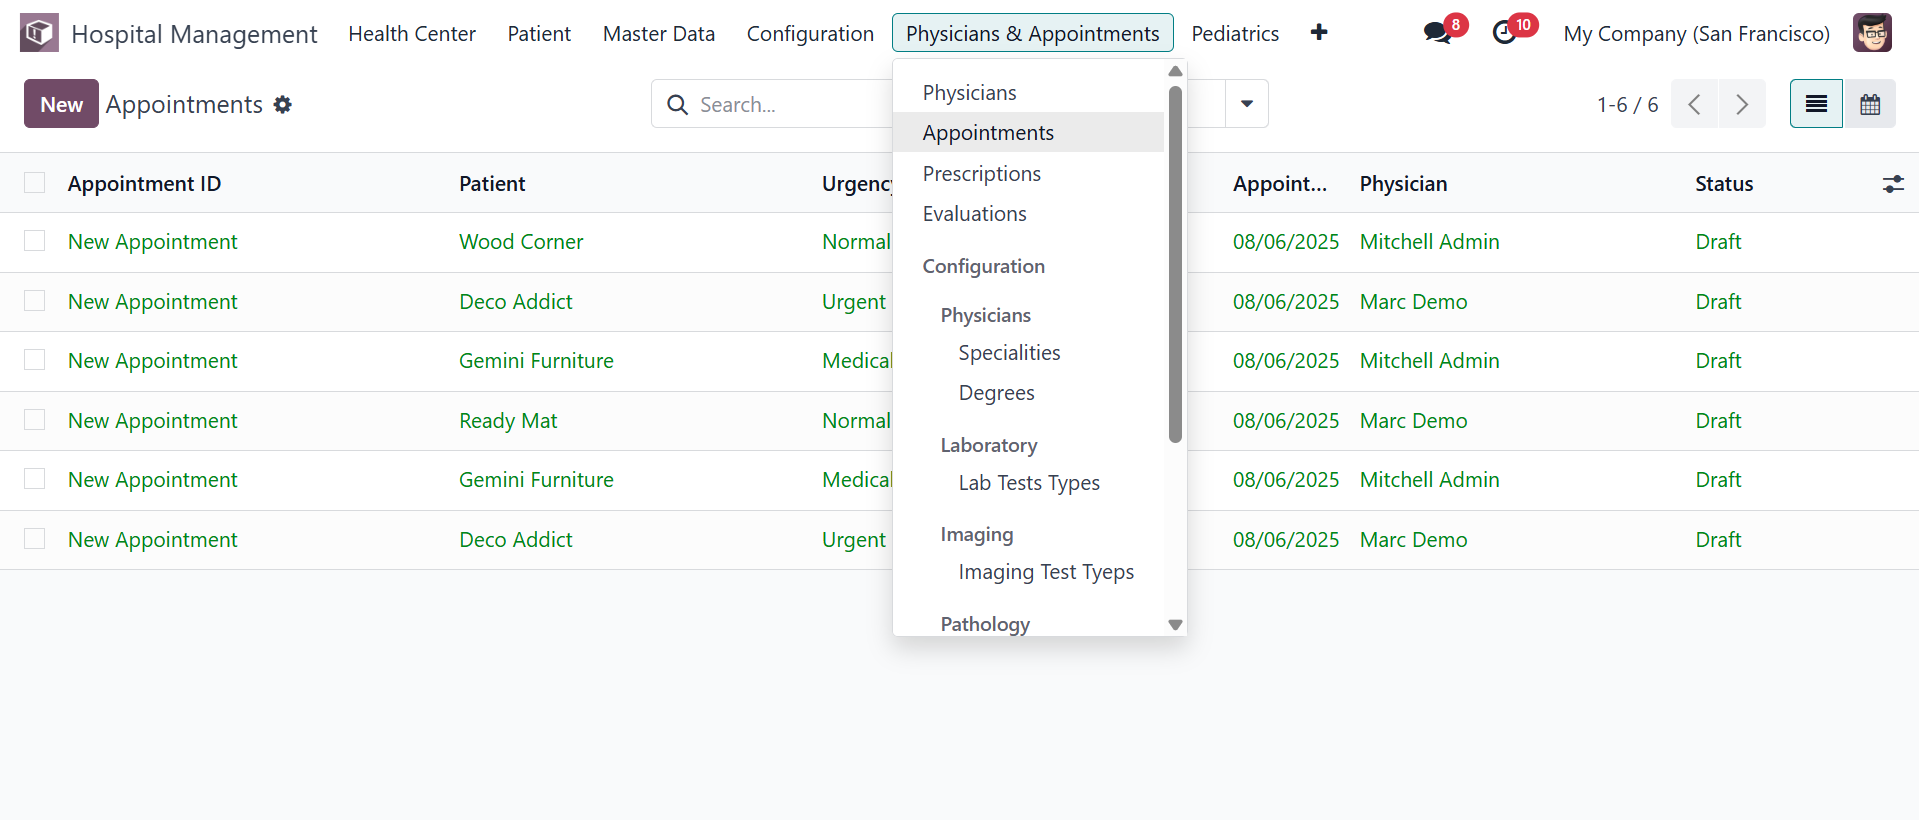 Hospital Management Health Center Patient Master Data Configuration Physicians & Appointments Pediatrics 8 10 My Company (San Francisco)
New Appointments Search... 1-6 / 6
Physicians
Appointments
Prescriptions
Evaluations
Configuration
Physicians
Specialities
Degrees
Laboratory
Lab Tests Types
Imaging
Imaging Test Tyeps
Pathology
Appointment ID Patient Urgency Appoint... Physician Status
New Appointment Wood Corner Normal 08/06/2025 Mitchell Admin Draft
New Appointment Deco Addict Urgent 08/06/2025 Marc Demo Draft
New Appointment Gemini Furniture Medical 08/06/2025 Mitchell Admin Draft
New Appointment Ready Mat Normal 08/06/2025 Marc Demo Draft
New Appointment Gemini Furniture Medical 08/06/2025 Mitchell Admin Draft
New Appointment Deco Addict Urgent 08/06/2025 Marc Demo Draft